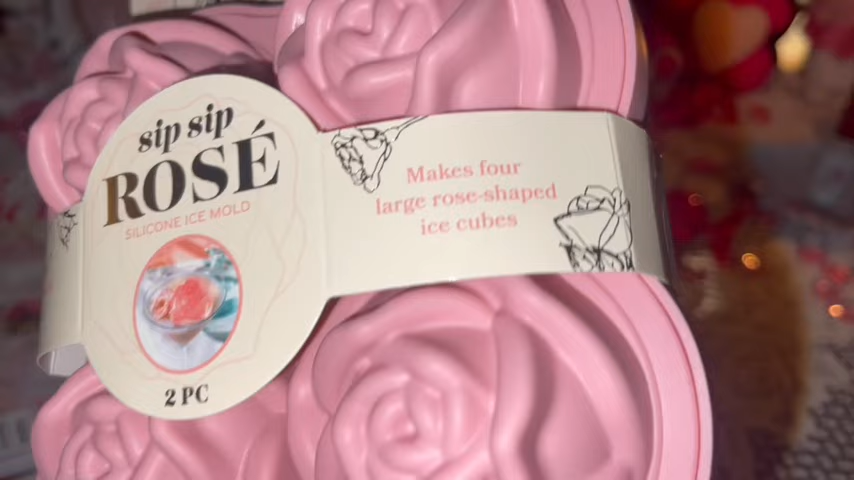 sip sip
ROSÉ
SILICONE ICE MOLD
2 PC
Makes four
large rose-shaped
ice cubes